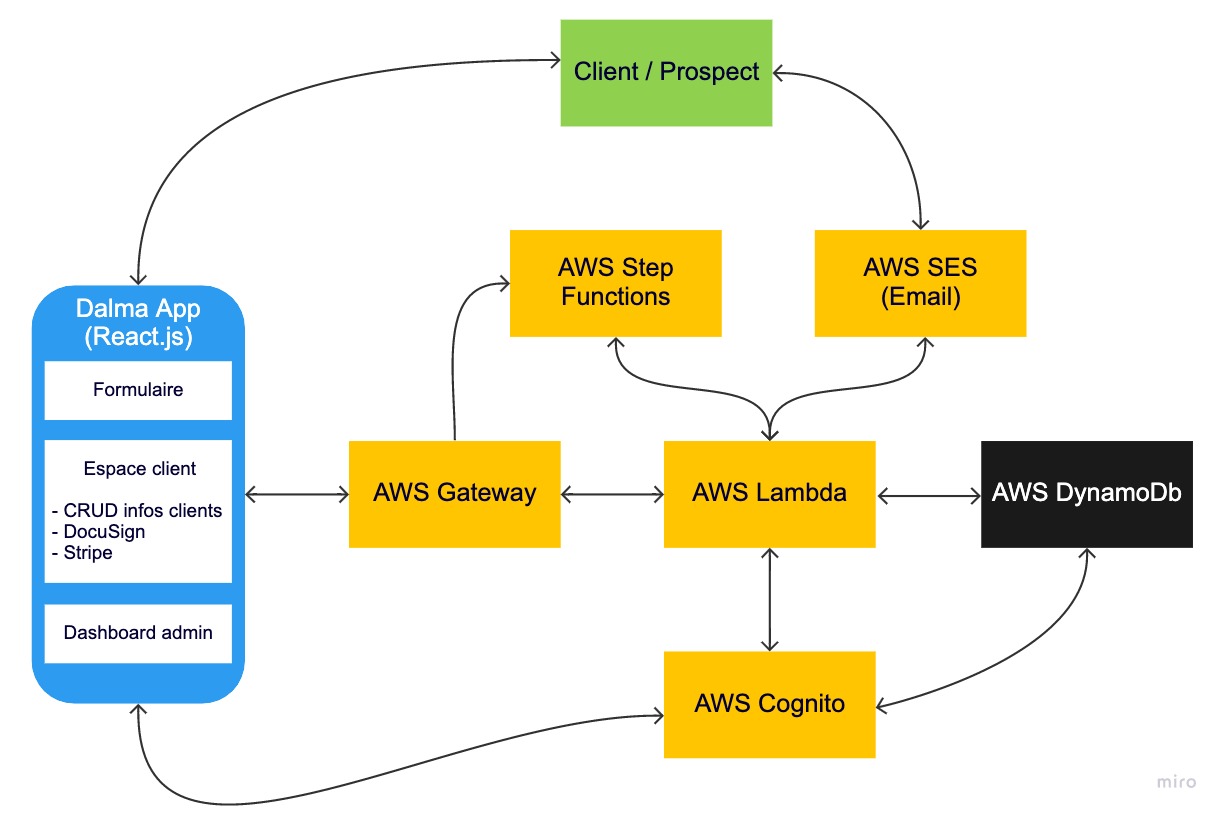 Client / Prospect
AWS Step
Functions
AWS SES
(Email)
Dalma App
(React.js)
Formulaire
Espace client
- CRUD infos clients
- DocuSign
- Stripe
Dashboard admin
AWS Gateway
AWS Lambda
AWS DynamoDb
AWS Cognito
miro